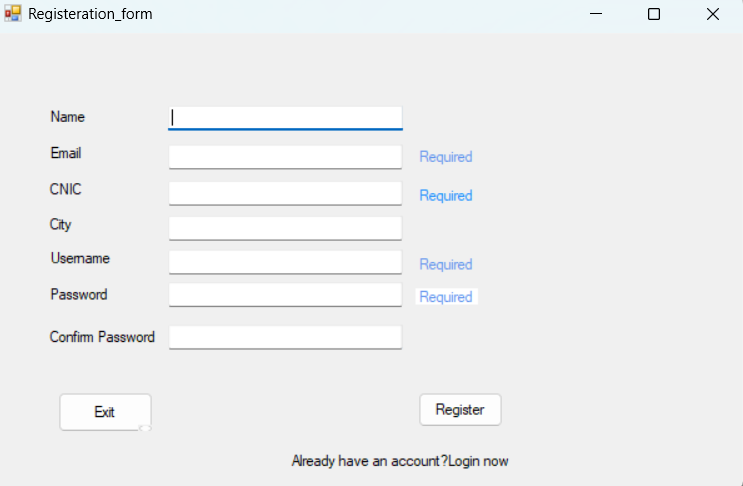 Registeration_form
Name
Email Required
CNIC Required
City
Username Required
Password Required
Confirm Password
Exit Register
Already have an account?Login now